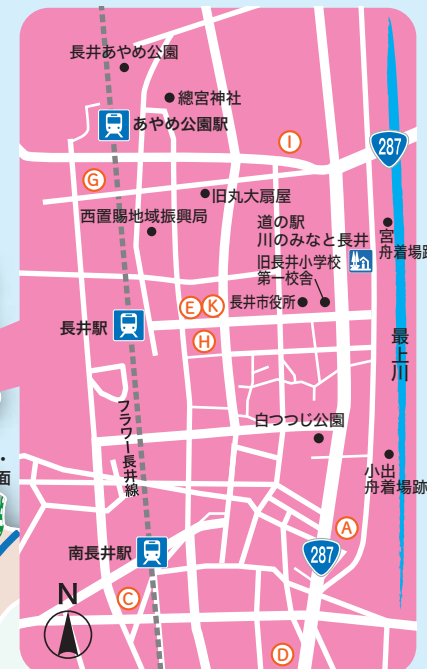 長井あやめ公園
總宮神社
あやめ公園駅
I
287
G
旧丸大扇屋
西置賜地域振興局
道の駅
川のみなと長井
宮
舟着場跡
旧長井小学校
第一校舎
E
K
長井市役所
長井駅
H
最上川
フラワー長井線
白つつじ公園
小出
舟着場跡
面
A
287
南長井駅
C
N
D